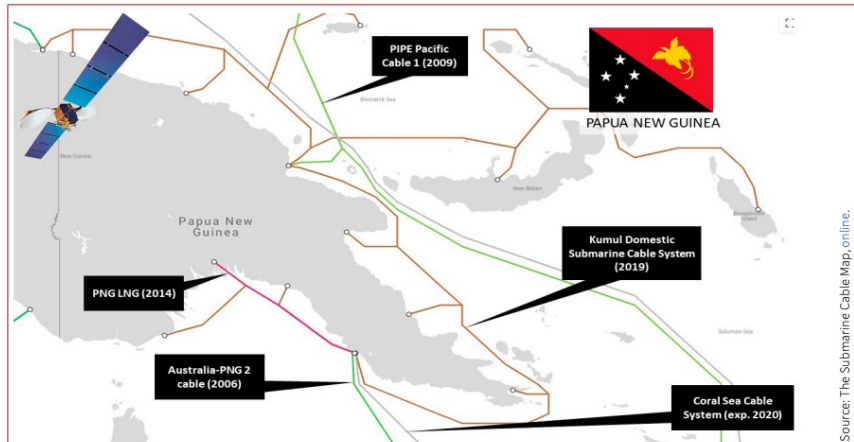 PIPE Pacific
Cable 1 (2009)
Bismarck Sea
PAPUA NEW GUINEA
New Guinea
New Britain
Bougainville
Island
Papua New
Guinea
Kumul Domestic
Submarine Cable System
(2019)
PNG LNG (2014)
Solomon Sea
Australia-PNG 2
cable (2006)
Coral Sea Cable
System (exp. 2020)
Source: The Submarine Cable Map, online.